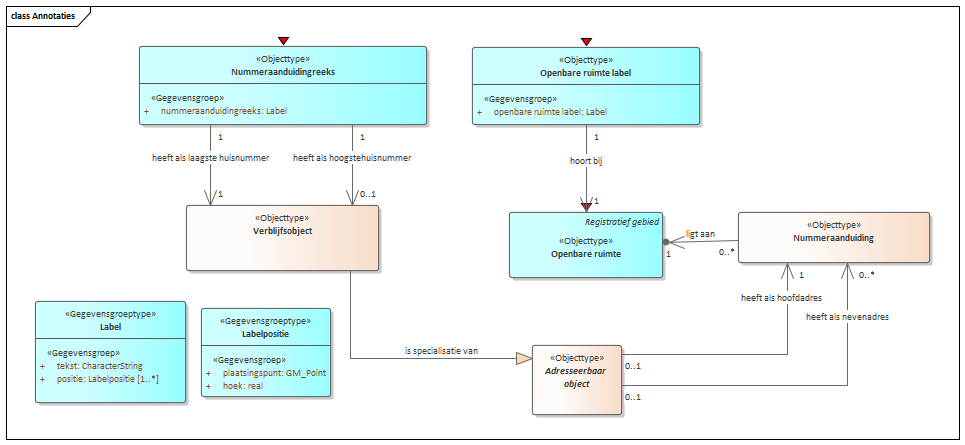 class Annotaties
«Objecttype»
Nummeraanduidingreeks
«Gegevensgroep»
+ nummeraanduidingreeks: Label
«Objecttype»
Openbare ruimte label
«Gegevensgroep»
+ openbare ruimte label: Label
1
1
1
heeft als laagste huisnummer
heeft als hoogstehuisnummer
hoort bij
1
0..1
1
«Objecttype»
Verblijfsobject
Registratief gebied
«Objecttype»
Openbare ruimte
ligt aan
1
0..*
«Objecttype»
Nummeraanduiding
1
0..*
heeft als hoofdadres
heeft als nevenadres
«Gegevensgroeptype»
Label
«Gegevensgroep»
+ tekst: CharacterString
+ positie: Labelpositie [1..*]
«Gegevensgroeptype»
Labelpositie
«Gegevensgroep»
+ plaatsingspunt: GM_Point
+ hoek: real
is specialisatie van
«Objecttype»
Adresseerbaar
object
0..1
0..1